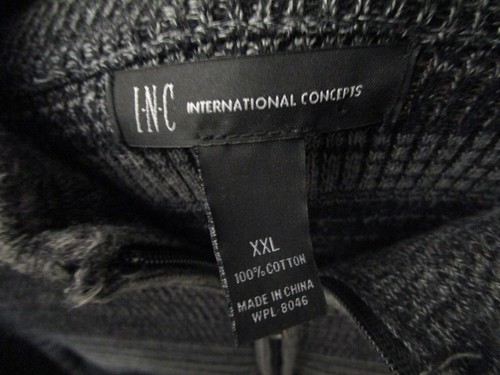 I·N·C INTERNATIONAL CONCEPTS
XXL
100% COTTON
MADE IN CHINA
WPL 8046